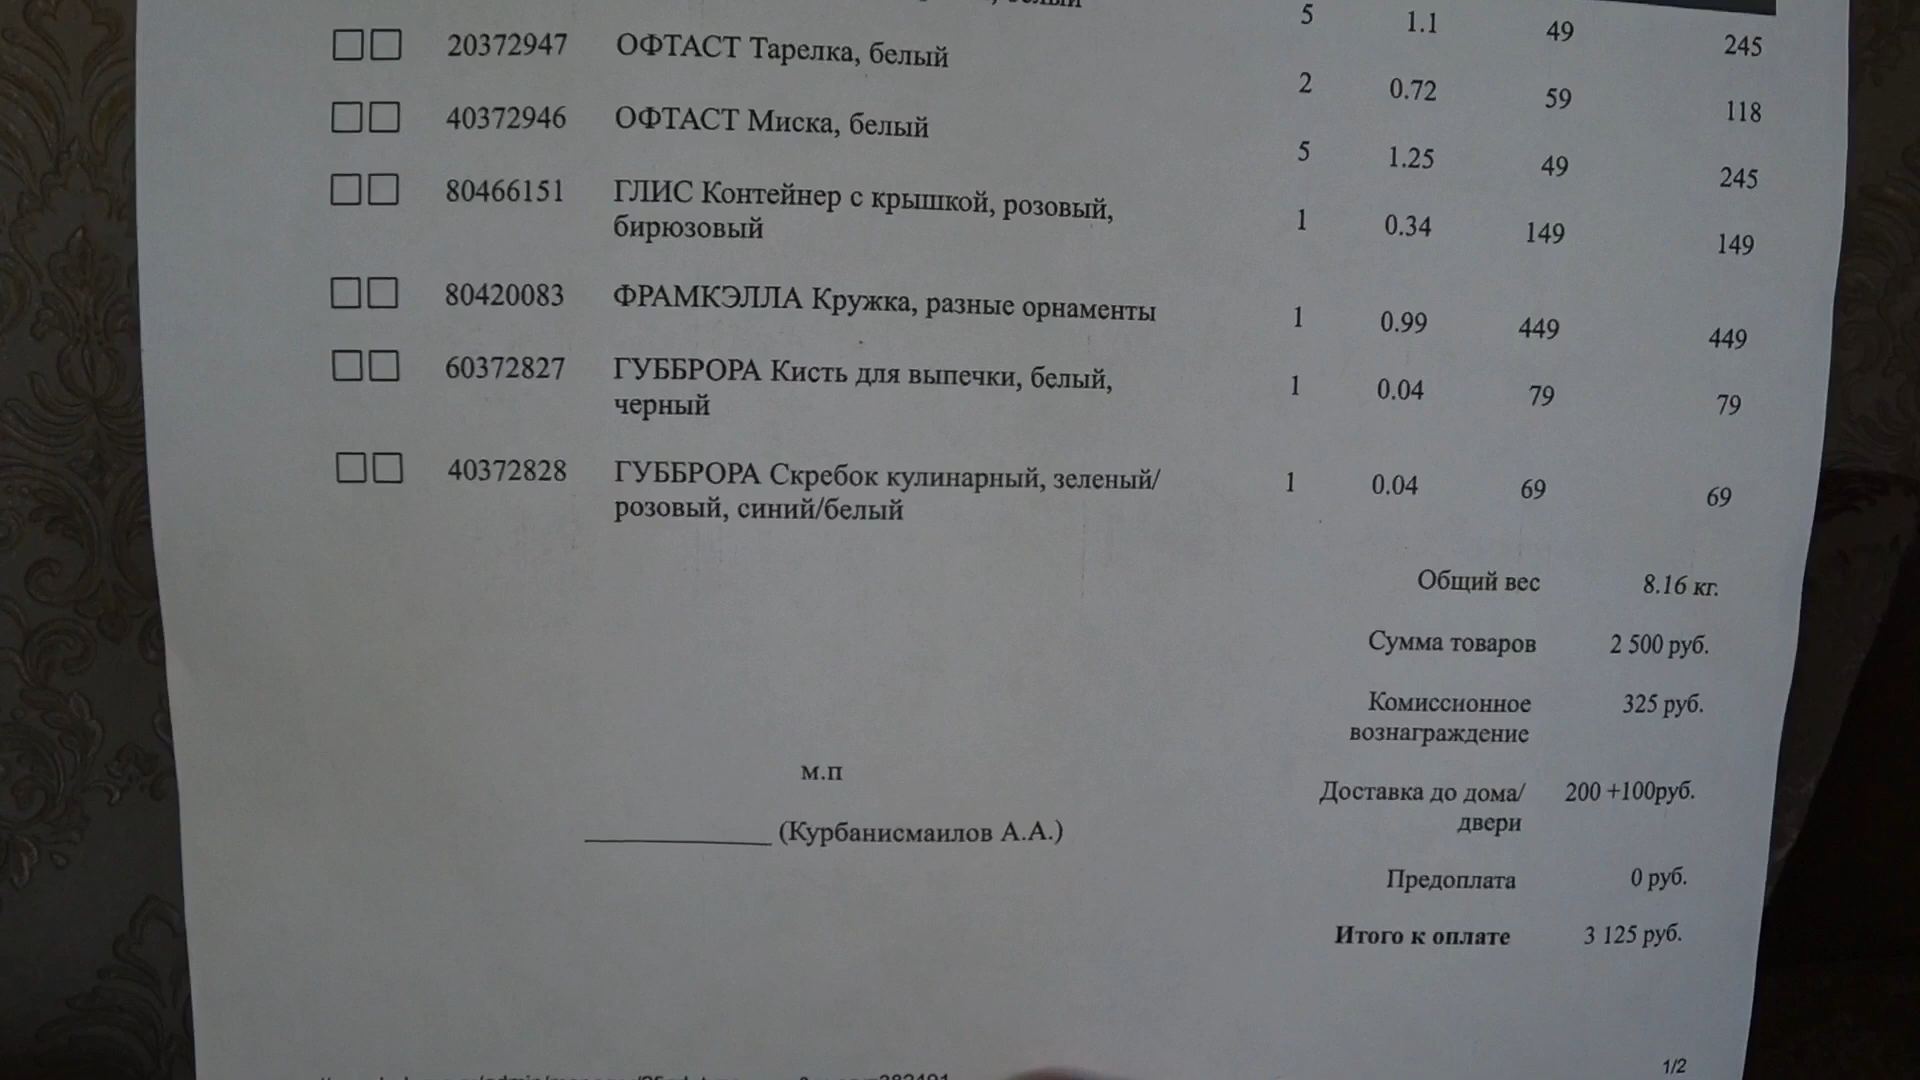 белый 5 1.1 49 245
20372947 ОФТАСТ Тарелка, белый 2 0.72 59 118
40372946 ОФТАСТ Миска, белый 5 1.25 49 245
80466151 ГЛИС Контейнер с крышкой, розовый, 1 0.34 149 149
бирюзовый
80420083 ФРАМКЭЛЛА Кружка, разные орнаменты 1 0.99 449 449
60372827 ГУББРОРА Кисть для выпечки, белый, 1 0.04 79 79
черный
40372828 ГУББРОРА Скребок кулинарный, зеленый/ 1 0.04 69 69
розовый, синий/белый
Общий вес 8.16 кг.
Сумма товаров 2 500 руб.
Комиссионное 325 руб.
вознаграждение
м.п
Доставка до дома/ 200 +100руб.
двери
(Курбанисмаилов А.А.)
Предоплата 0 руб.
Итого к оплате 3 125 руб.
1/2